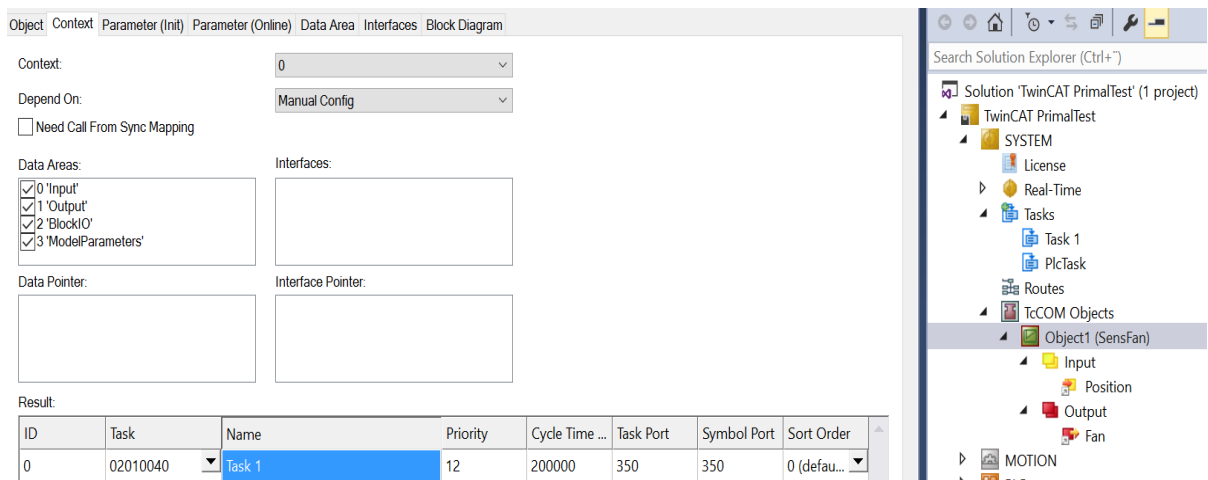 Object Context Parameter (Init) Parameter (Online) Data Area Interfaces Block Diagram
Context: 0
Depend On: Manual Config
Need Call From Sync Mapping
Data Areas: Interfaces:
0 'Input'
1 'Output'
2 'BlockIO'
3 'ModelParameters'
Data Pointer: Interface Pointer:
Result:
ID Task Name Priority Cycle Time ... Task Port Symbol Port Sort Order
0 02010040 Task 1 12 200000 350 350 0 (defau...
Search Solution Explorer (Ctrl+¨)
Solution 'TwinCAT PrimalTest' (1 project)
TwinCAT PrimalTest
SYSTEM
License
Real-Time
Tasks
Task 1
PlcTask
Routes
TcCOM Objects
Object1 (SensFan)
Input
Position
Output
Fan
MOTION